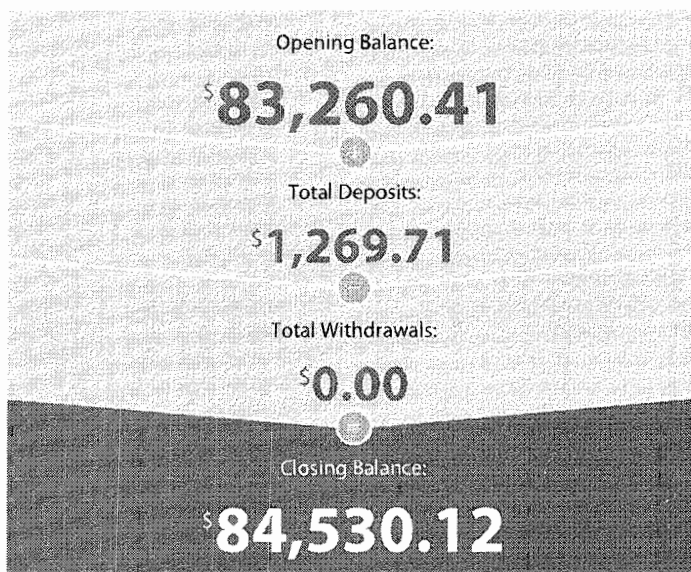 Opening Balance:
$83,260.41
Total Deposits:
$1,269.71
Total Withdrawals:
$0.00
Closing Balance:
$84,530.12